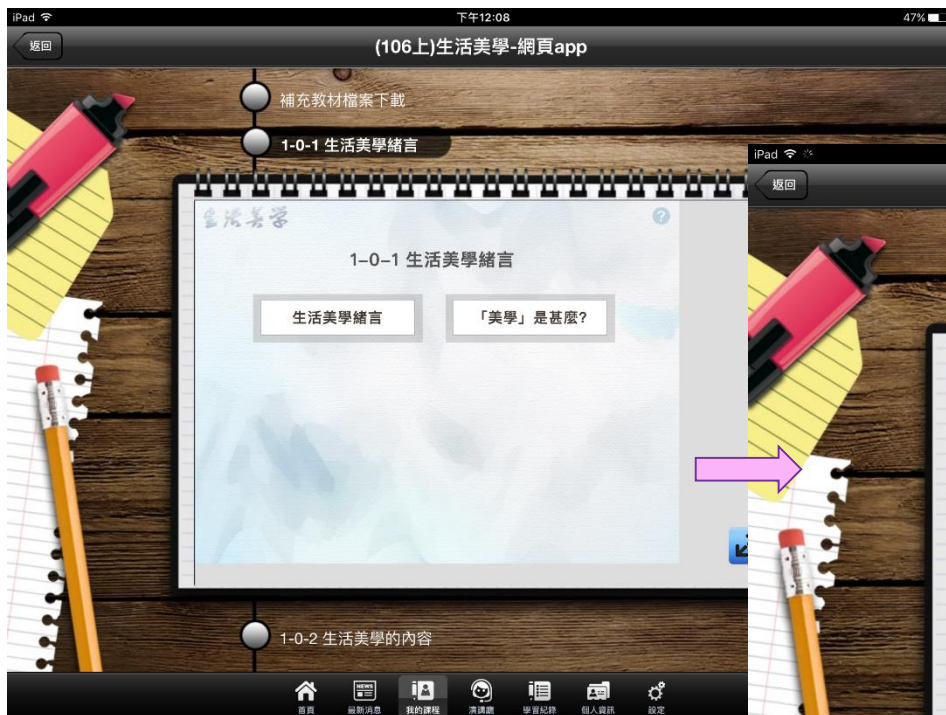 iPad 下午12:08 47%
返回 (106上)生活美學-網頁app
補充教材檔案下載
1-0-1 生活美學緒言
生活美学
?
1-0-1 生活美學緒言
生活美學緒言 「美學」是甚麼?
1-0-2 生活美學的內容
NEWS
首頁 最新消息 我的課程 演講廳 學習紀錄 個人資訊 設定
iPad
返回